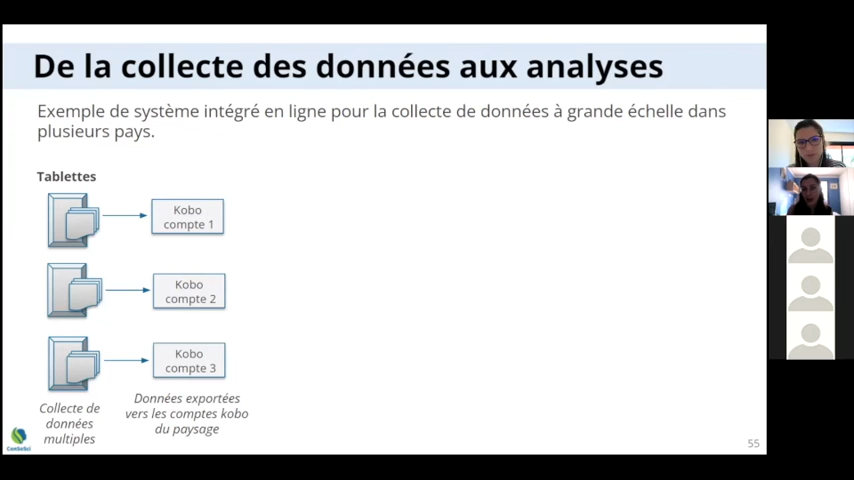 De la collecte des données aux analyses
Exemple de système intégré en ligne pour la collecte de données à grande échelle dans
plusieurs pays.
Tablettes
Kobo
compte 1
Kobo
compte 2
Kobo
compte 3
Collecte de
données
multiples
Données exportées
vers les comptes kobo
du paysage
CambioSci
55